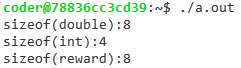 coder@78836cc3cd39:~$ ./a.out
sizeof(double):8
sizeof(int):4
sizeof(reward):8